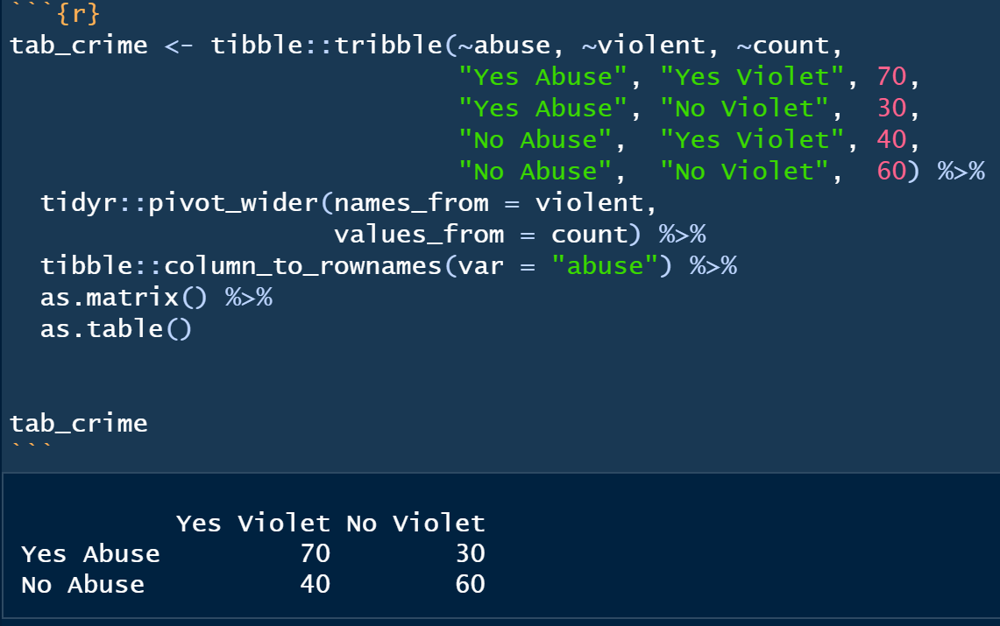 ```{r}
tab_crime <- tibble::tribble(~abuse, ~violent, ~count,
                             "Yes Abuse", "Yes Violet", 70,
                             "Yes Abuse", "No Violet",  30,
                             "No Abuse",  "Yes Violet", 40,
                             "No Abuse",  "No Violet",  60) %>%
  tidyr::pivot_wider(names_from = violent,
                     values_from = count) %>%
  tibble::column_to_rownames(var = "abuse") %>%
  as.matrix() %>%
  as.table()
tab_crime
```
          Yes Violet No Violet
Yes Abuse         70        30
No Abuse          40        60